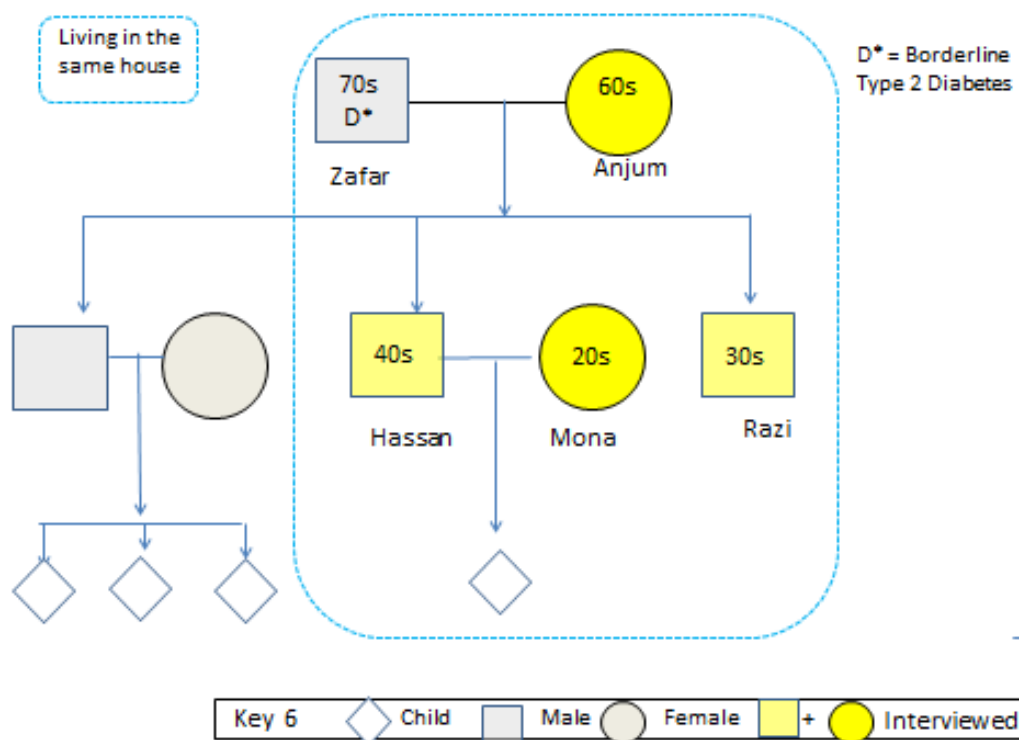 Living in the
same house
D* = Borderline
Type 2 Diabetes
70s
D*
60s
Zafar
Anjum
40s
20s
30s
Hassan
Mona
Razi
Key 6
Child
Male
Female
+
Interviewed